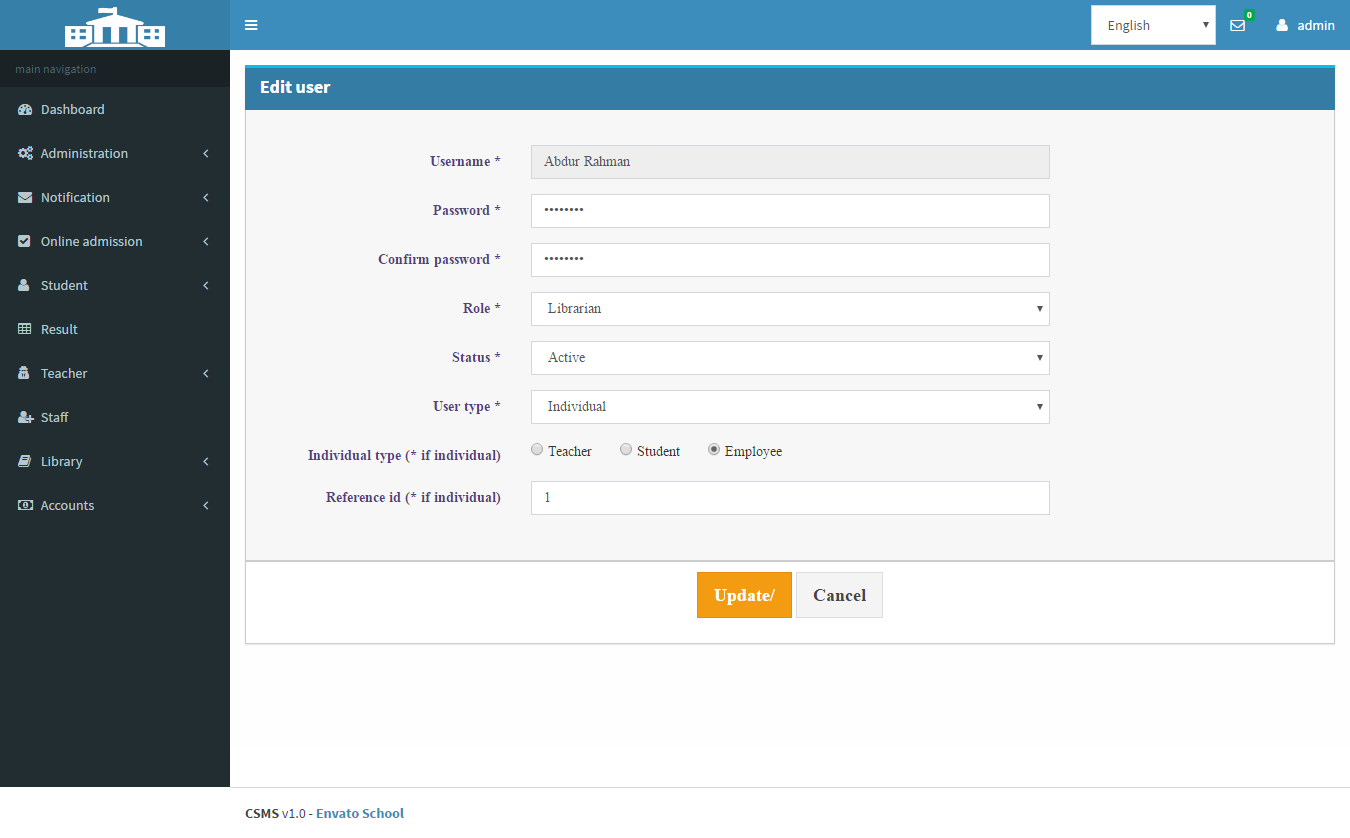 English
0
admin
main navigation
Dashboard
Administration
Notification
Online admission
Student
Result
Teacher
Staff
Library
Accounts
Edit user
Username * Abdur Rahman
Password * ••••••••
Confirm password * ••••••••
Role * Librarian
Status * Active
User type * Individual
Individual type (* if individual) Teacher Student Employee
Reference id (* if individual) 1
Update/ Cancel
CSMS v1.0 - Envato School